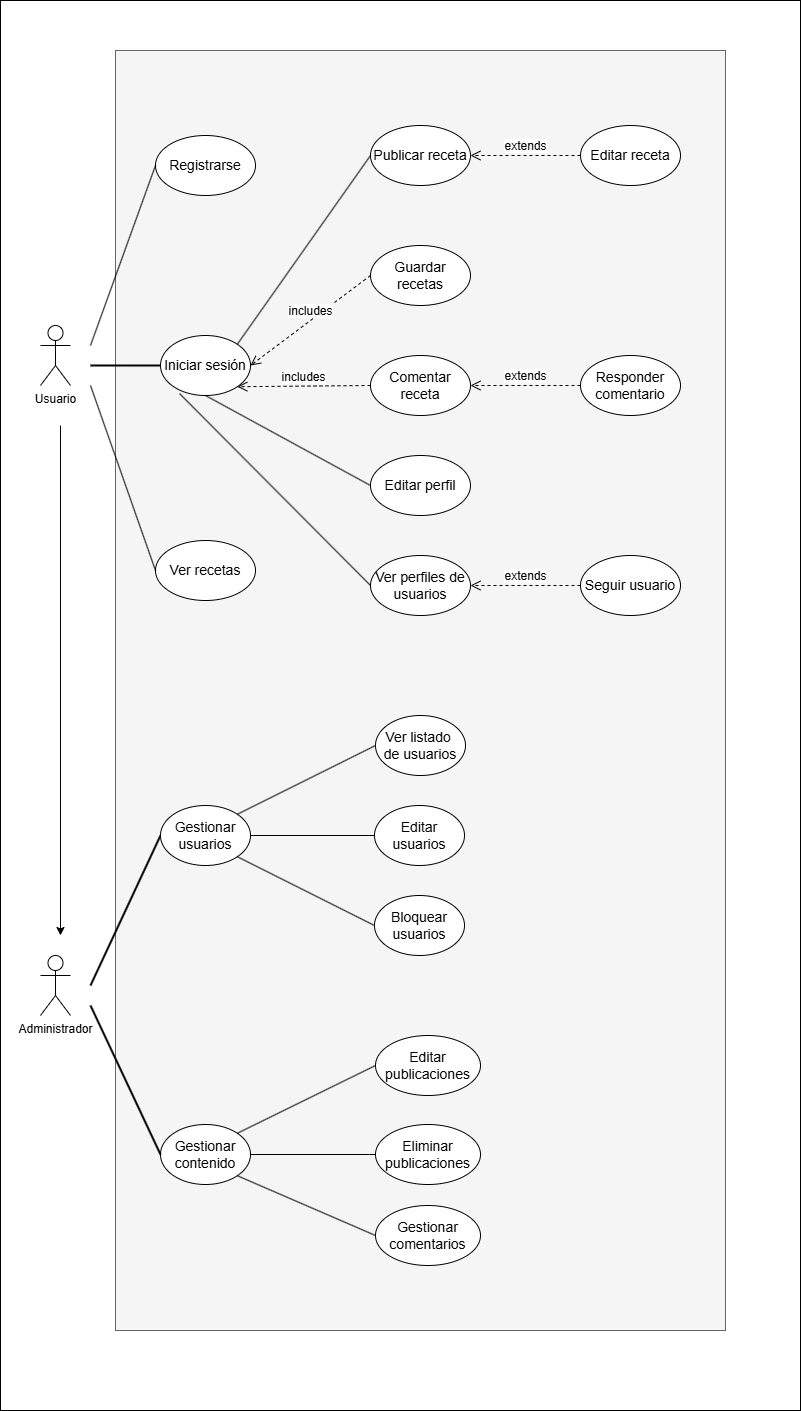 Registrarse
Publicar receta
extends
Editar receta
Guardar
recetas
includes
Usuario
Iniciar sesión
includes
Comentar
receta
extends
Responder
comentario
Editar perfil
Ver recetas
Ver perfiles de
usuarios
extends
Seguir usuario
Ver listado
de usuarios
Gestionar
usuarios
Editar
usuarios
Bloquear
usuarios
Administrador
Editar
publicaciones
Gestionar
contenido
Eliminar
publicaciones
Gestionar
comentarios